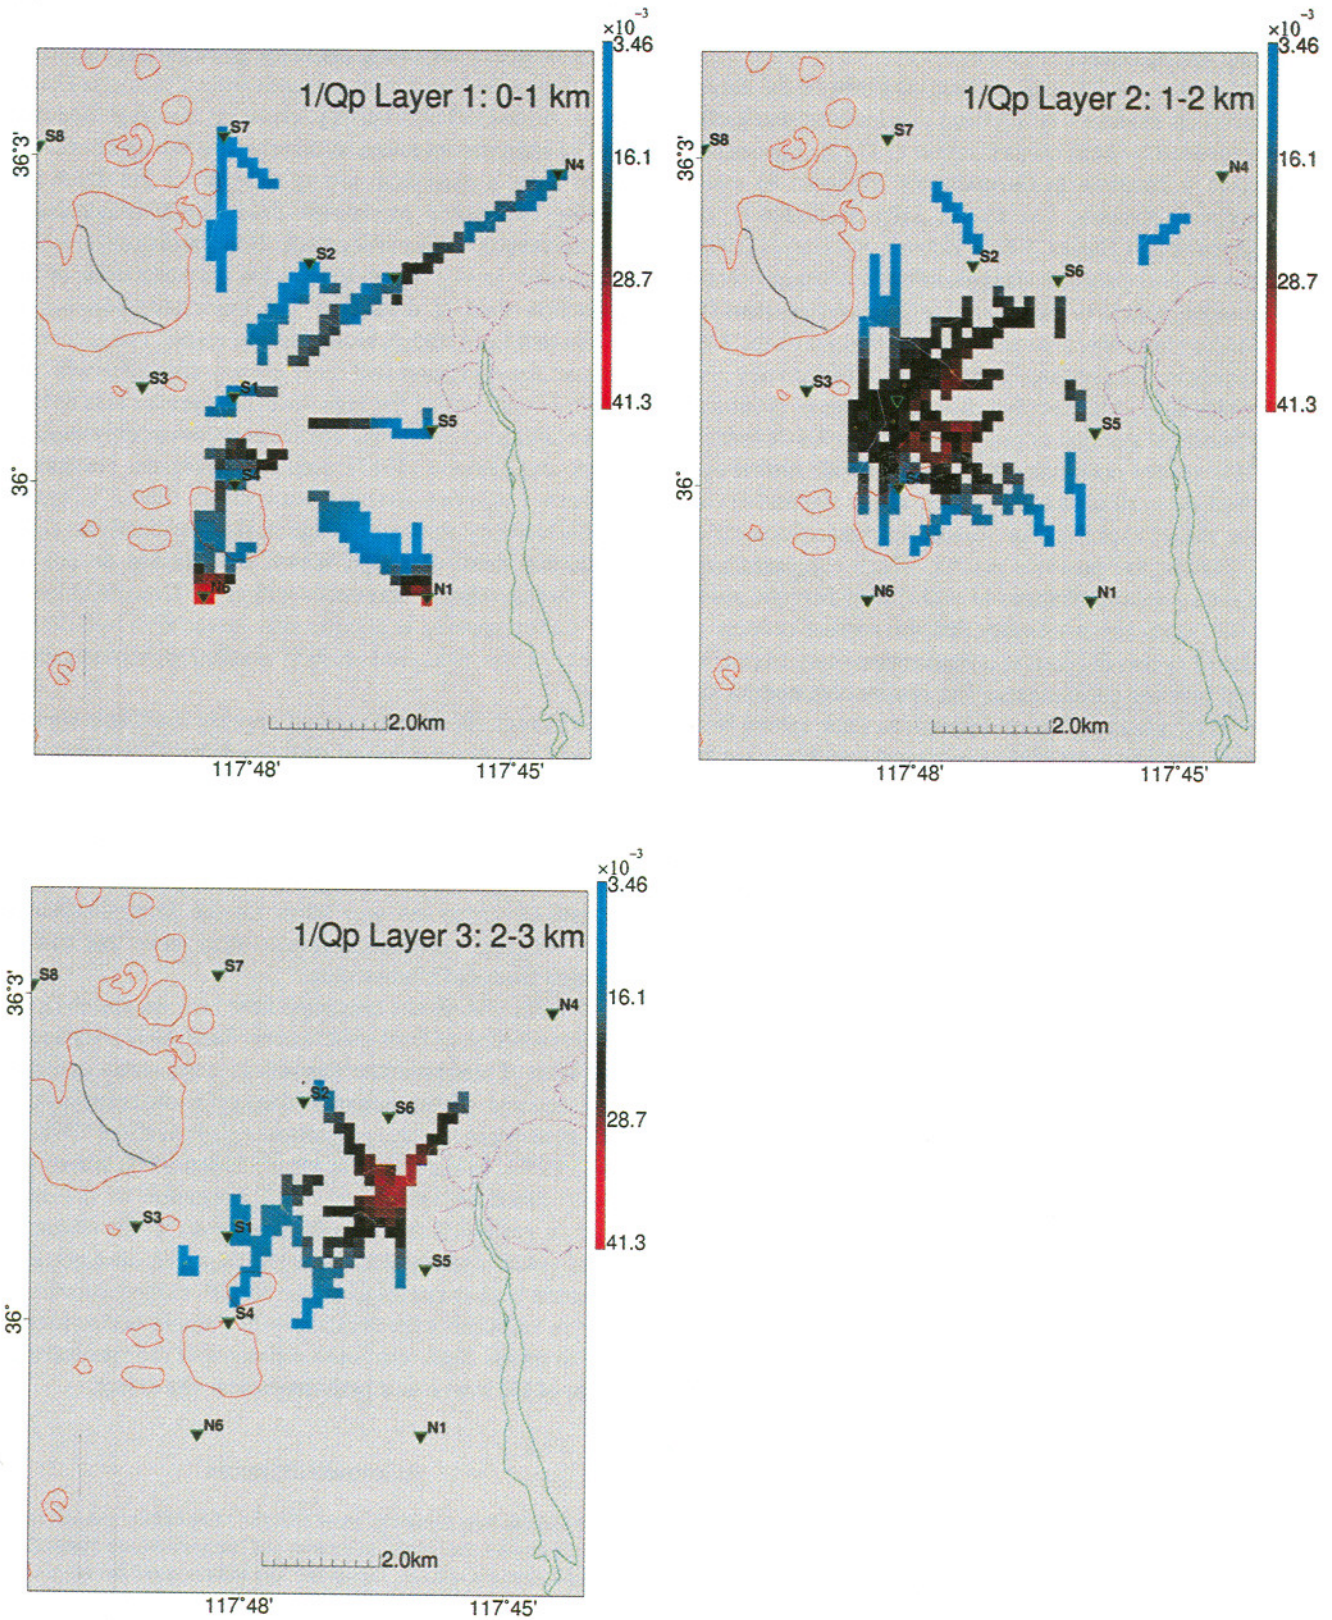 ×10⁻³
3.46
1/Qp Layer 1: 0-1 km
S7
S8
36°3'
16.1
N4
S2
28.7
S3
S1
41.3
S5
36°
N6
N1
2.0km
117°48'
117°45'
×10⁻³
3.46
1/Qp Layer 2: 1-2 km
S7
S8
36°3'
16.1
N4
S2
S6
28.7
S3
41.3
S5
36°
N6
N1
2.0km
117°48'
117°45'
×10⁻³
3.46
1/Qp Layer 3: 2-3 km
S7
S8
36°3'
16.1
N4
S2
S6
28.7
S3
S1
41.3
S5
36°
S4
N6
N1
2.0km
117°48'
117°45'